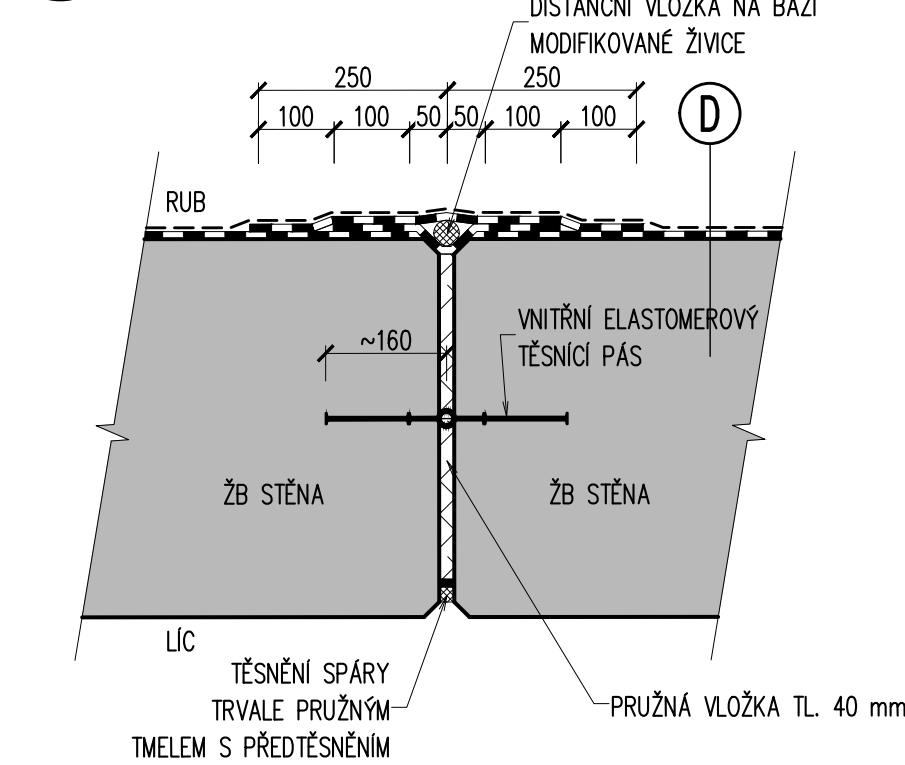 DISTANČNÍ VLOŽKA NA BÁZI
MODIFIKOVANÉ ŽIVICE
250 250
100 100 50 50 100 100
D
RUB
VNITŘNÍ ELASTOMEROVÝ
TĚSNÍCÍ PÁS
~160
ŽB STĚNA ŽB STĚNA
LÍC
TĚSNĚNÍ SPÁRY
TRVALE PRUŽNÝM
TMELEM S PŘEDTĚSNĚNÍM
PRUŽNÁ VLOŽKA TL. 40 mm